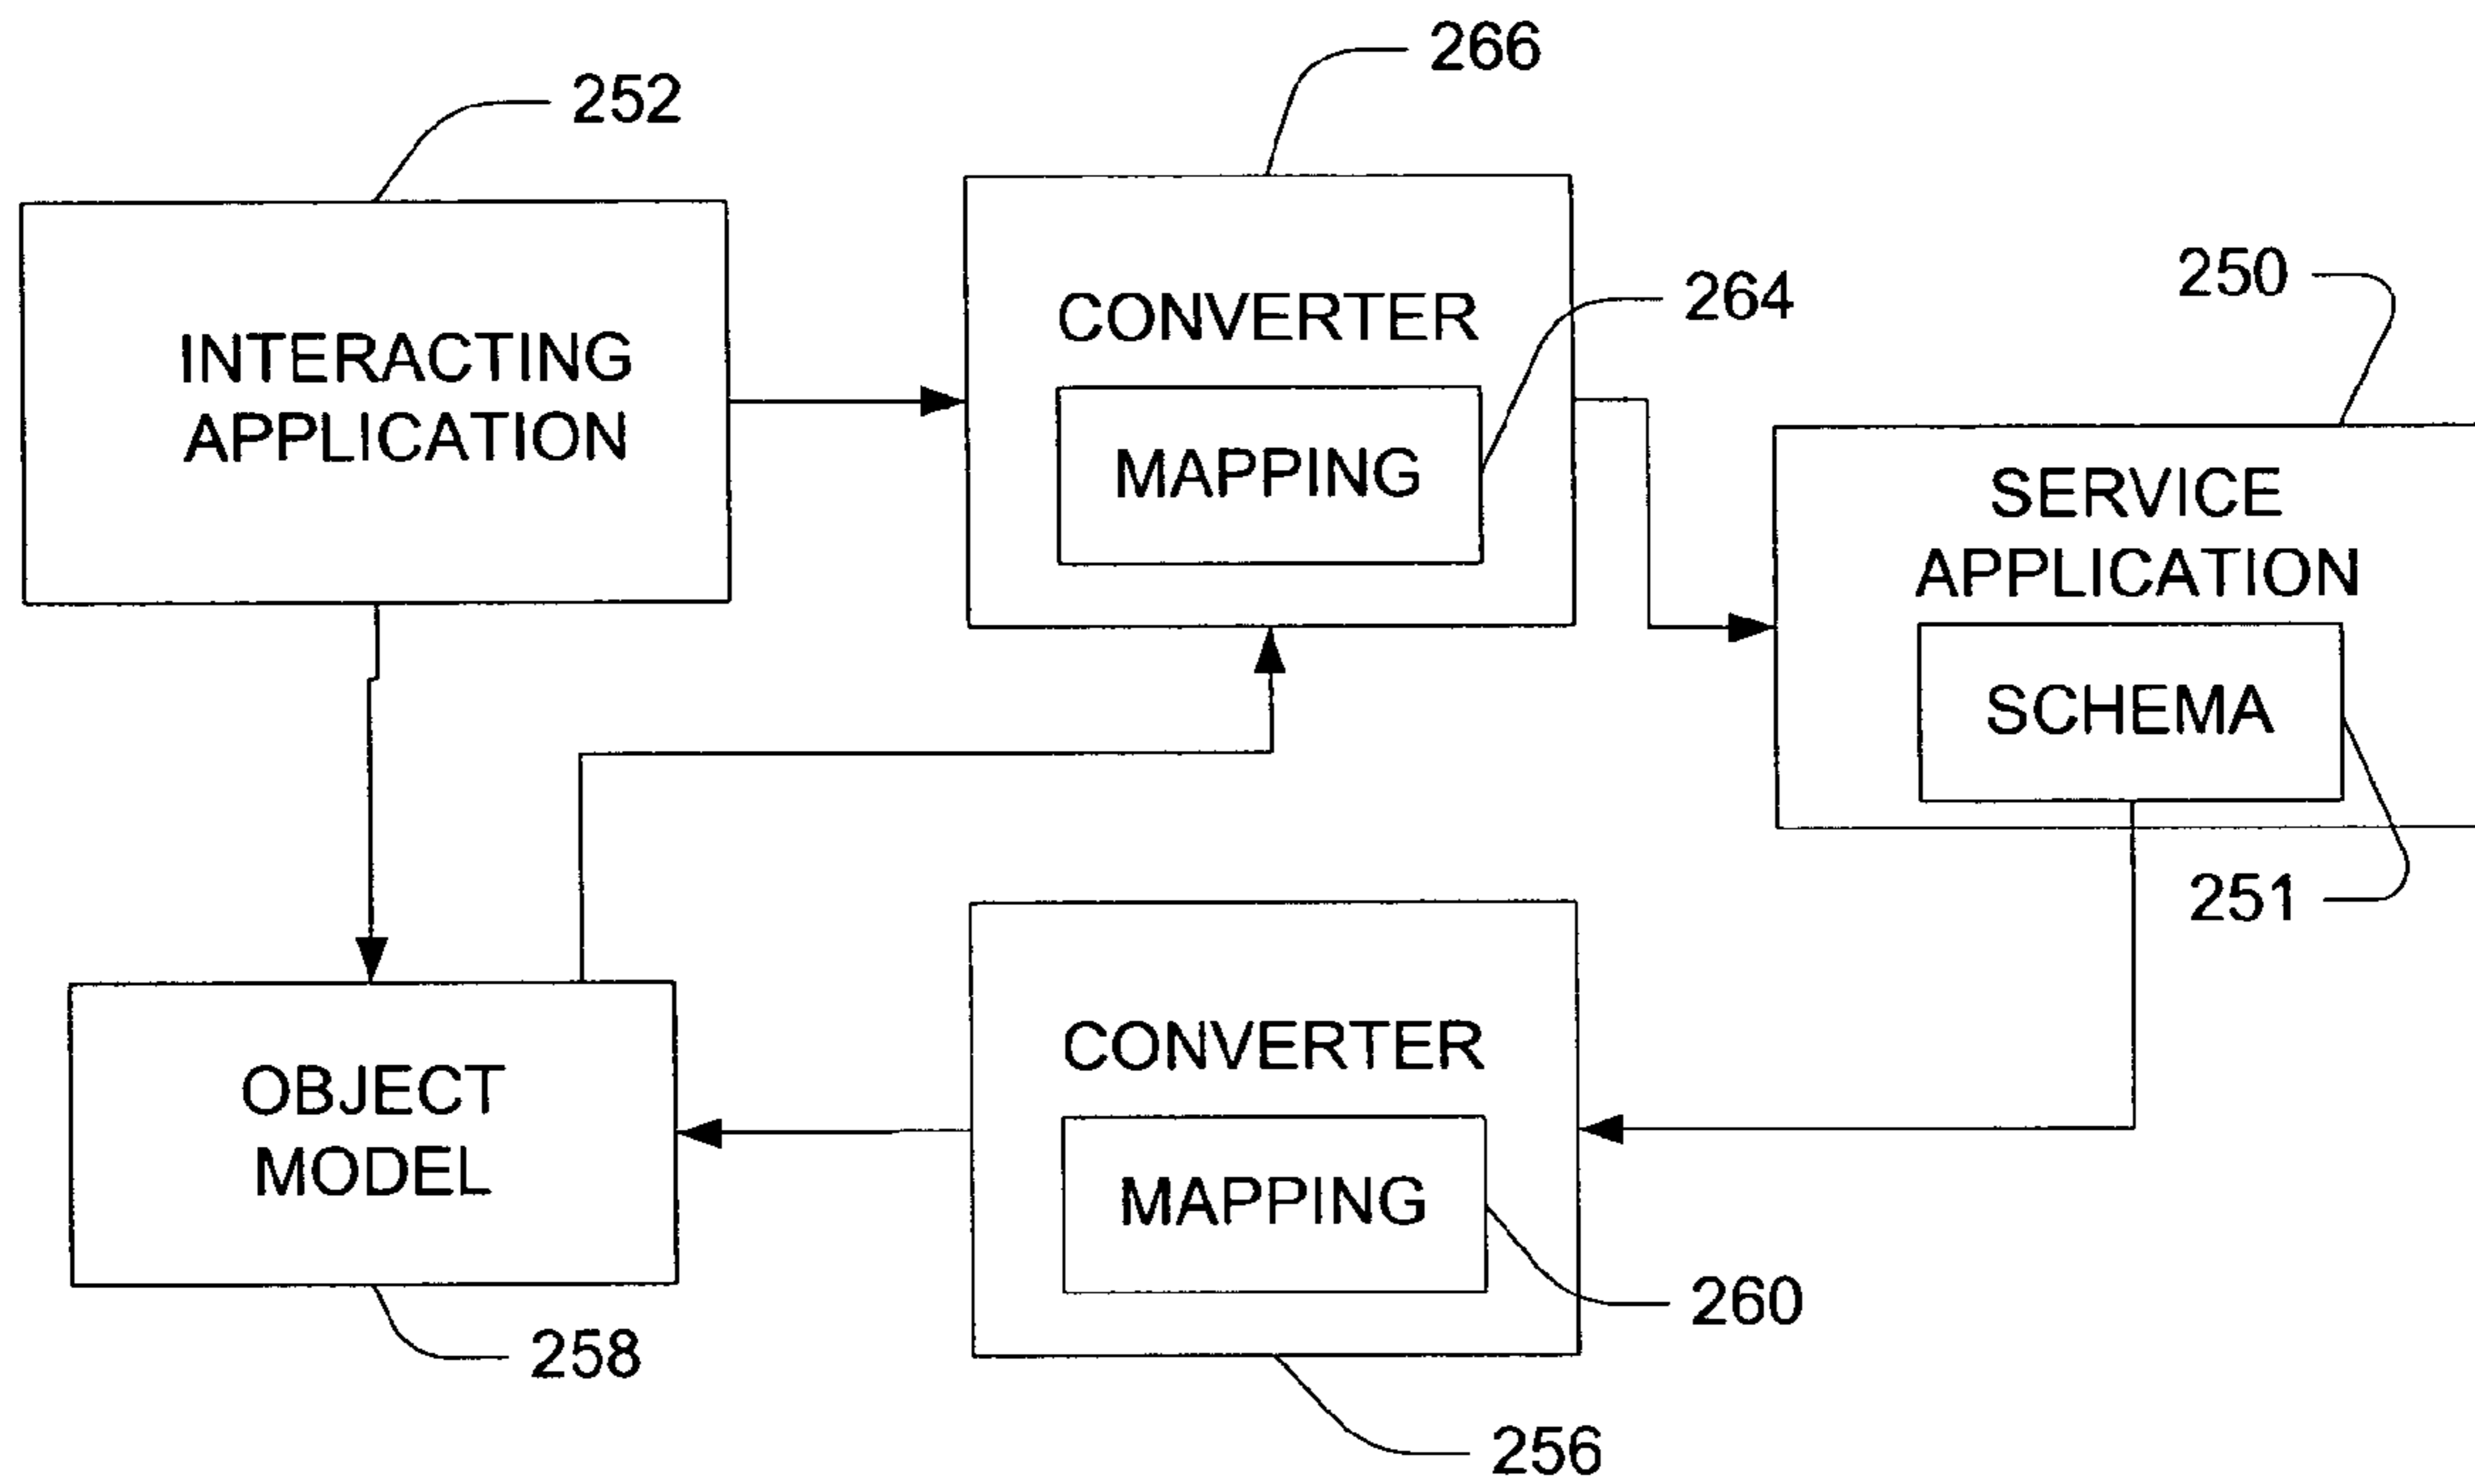 266
252
250
264
CONVERTER
INTERACTING
APPLICATION
MAPPING
SERVICE
APPLICATION
SCHEMA
251
CONVERTER
OBJECT
MODEL
MAPPING
260
258
256